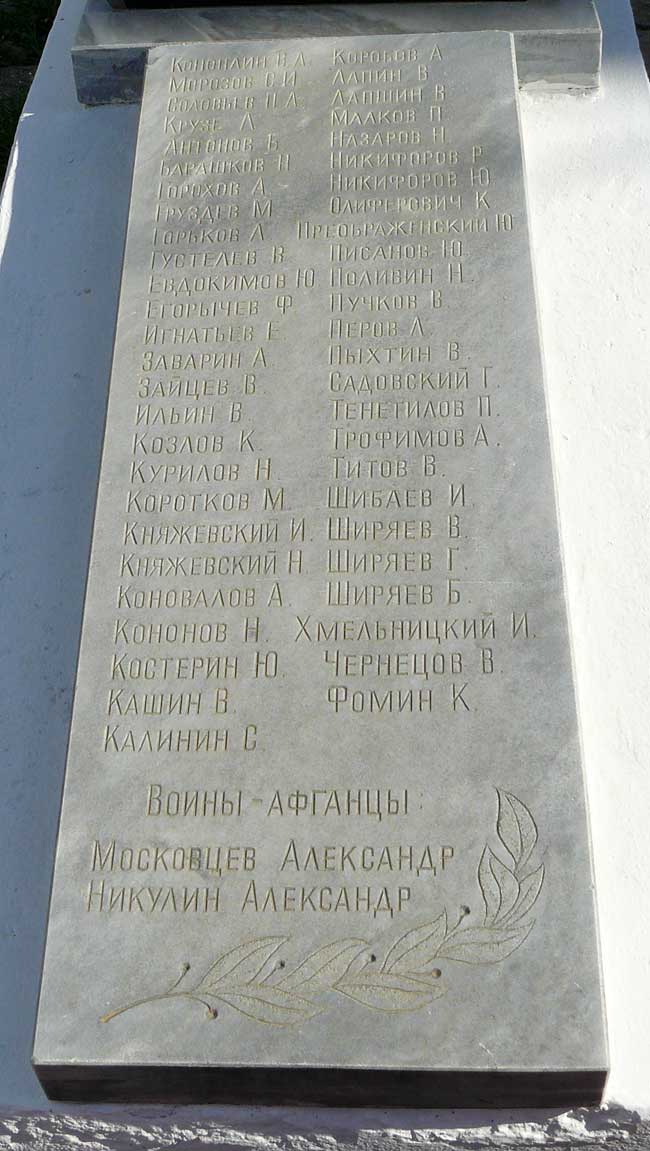 Коноплин В.А. Коробов А
Морозов С.И. Лапин В
Соловьев П.А. Лапшин В
Крузе А Малков П.
Антонов Б. Назаров Н
Барашков Н Никифоров Р
Горохов А. Никифоров Ю
Груздев М Олиферович К
Горьков А Преображенский Ю
Густелев В Писанов Ю
Евдокимов Ю Поливин Н.
Егорычев Ф Пучков В.
Игнатьев Е. Перов Л.
Заварин А. Пыхтин В.
Зайцев В. Садовский Г.
Ильин В. Тенетилов П.
Козлов К. Трофимов А.
Курилов Н. Титов В.
Коротков М. Шибаев И.
Княжевский И. Ширяев В.
Княжевский Н. Ширяев Г.
Коновалов А. Ширяев Б.
Кононов Н. Хмельницкий И.
Костерин Ю. Чернецов В.
Кашин В. Фомин К.
Калинин С.
Воины-афганцы:
Московцев Александр
Никулин Александр